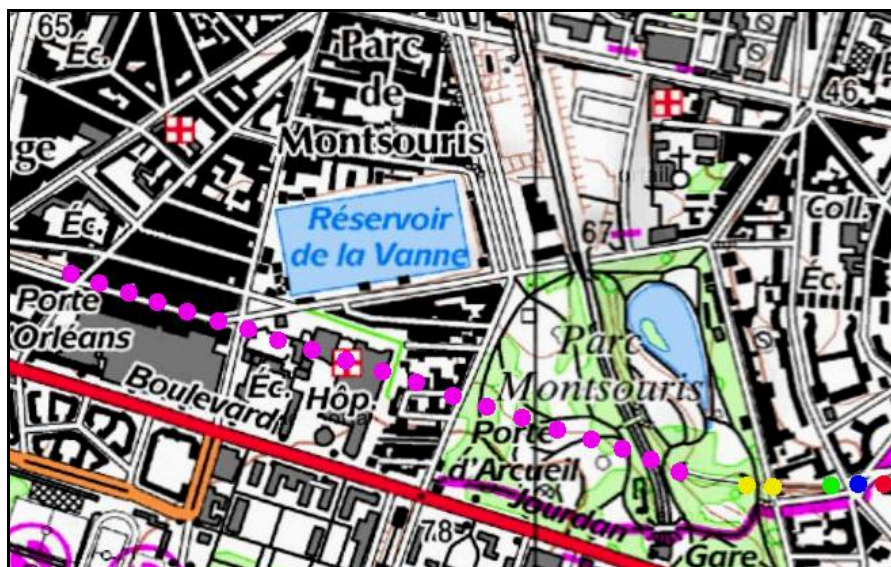 65
Éc.
Parc
de
Montsouris
46
ge
67
Coll.
Éc.
Réservoir
de la Vanne
Éc.
Porte
d'Orléans
Parc
Montsouris
Boulevard
Éc.
Hôp.
Porte
d'Arcueil
Jourdan
78
Gare